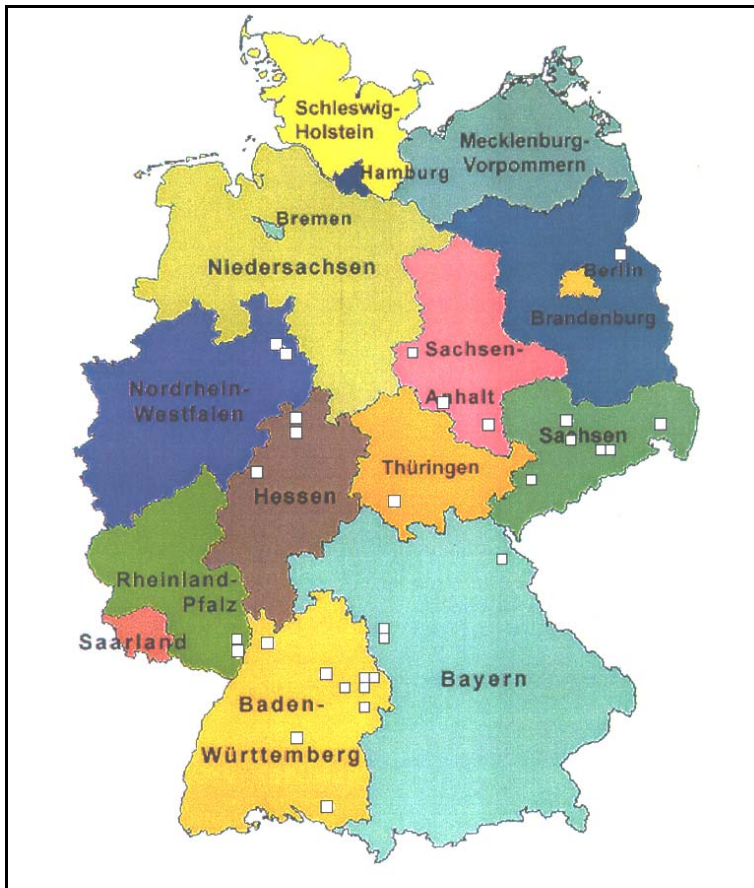 Schleswig-
Holstein
Mecklenburg-
Vorpommern
Hamburg
Bremen
Niedersachsen
Berlin
Brandenburg
Sachsen-
Anhalt
Nordrhein-
Westfalen
Sachsen
Thüringen
Hessen
Rheinland-
Pfalz
Saarland
Bayern
Baden-
Württemberg